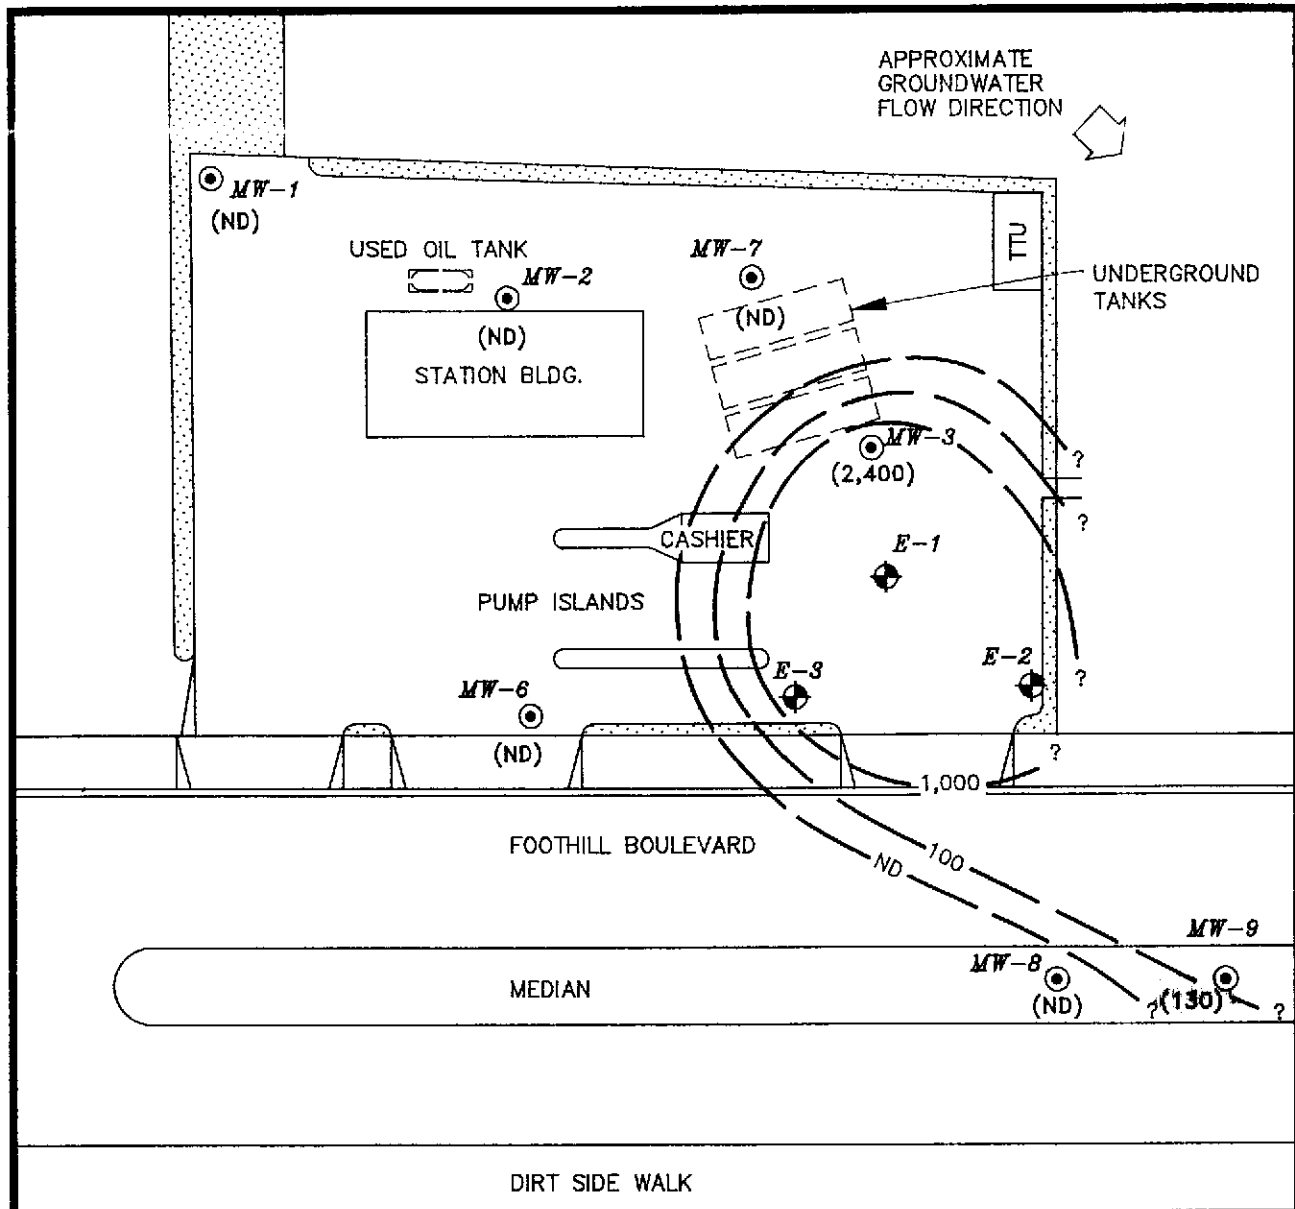 APPROXIMATE
GROUNDWATER
FLOW DIRECTION
MW-1
(ND)
USED OIL TANK
MW-2
(ND)
STATION BLDG.
MW-7
(ND)
TTU
UNDERGROUND
TANKS
MW-3
(2,400)
?
?
CASHIER
E-1
PUMP ISLANDS
E-2
E-3
?
MW-6
(ND)
?
1,000
FOOTHILL BOULEVARD
100
ND
MW-9
MW-8
(ND)
MEDIAN
?
(130)
?
DIRT SIDE WALK